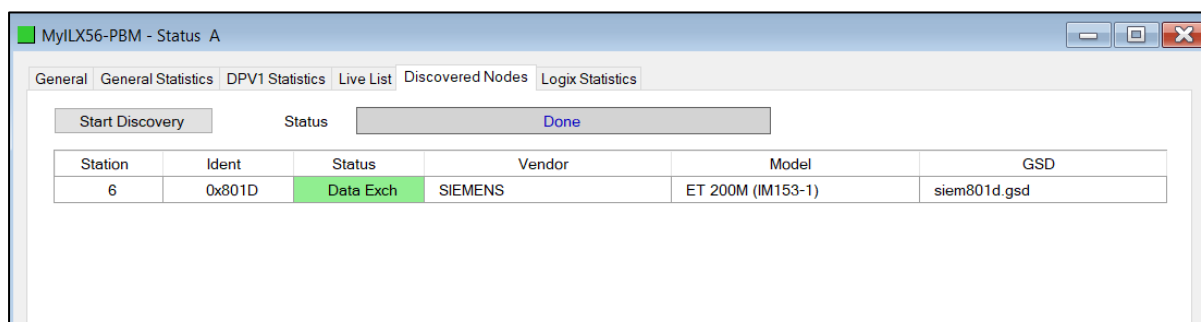 MyILX56-PBM - Status A
General General Statistics DPV1 Statistics Live List Discovered Nodes Logix Statistics
Start Discovery Status Done
Station Ident Status Vendor Model GSD
6 0x801D Data Exch SIEMENS ET 200M (IM153-1) siem801d.gsd